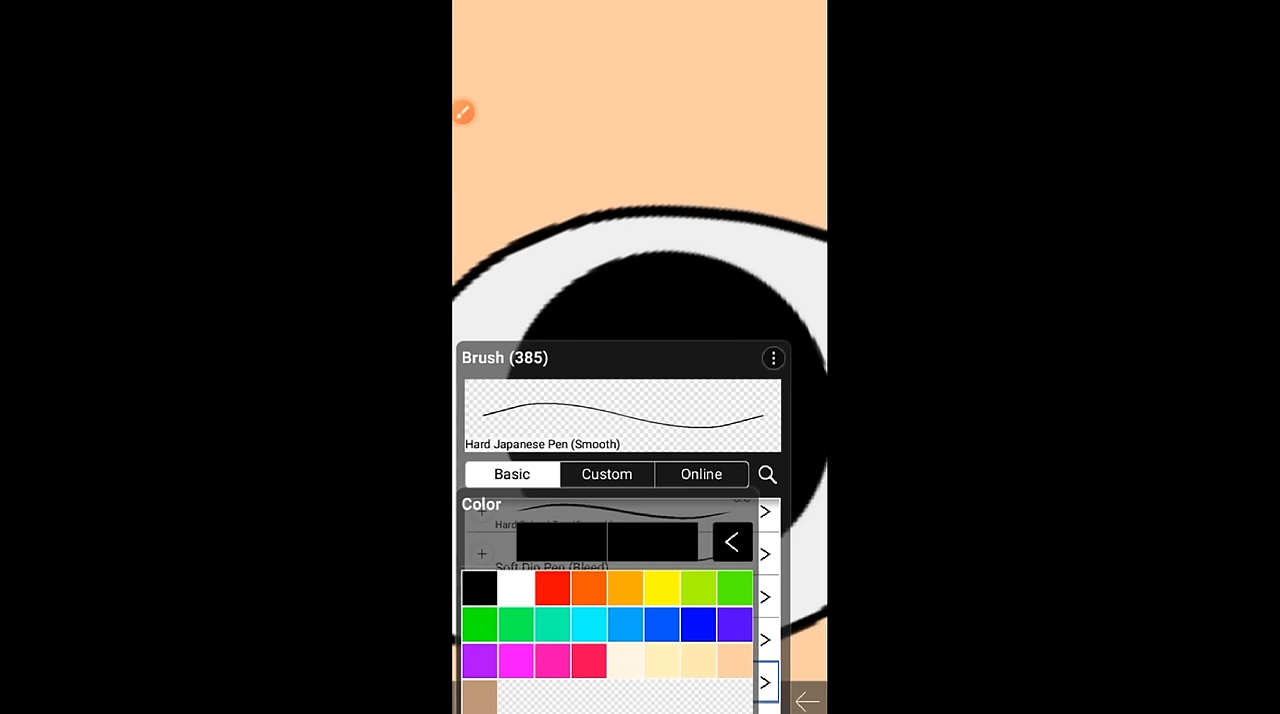 Brush (385)
Hard Japanese Pen (Smooth)
Basic
Custom
Online
Color
Soft Dip Pen (Bleed)